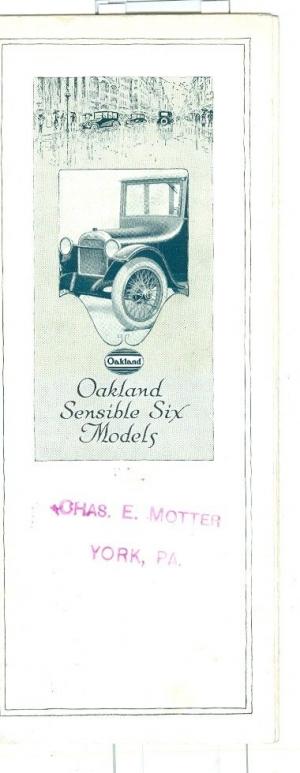 Oakland
Oakland
Sensible Six
Models
CHAS. E. MOTTER
YORK, PA.